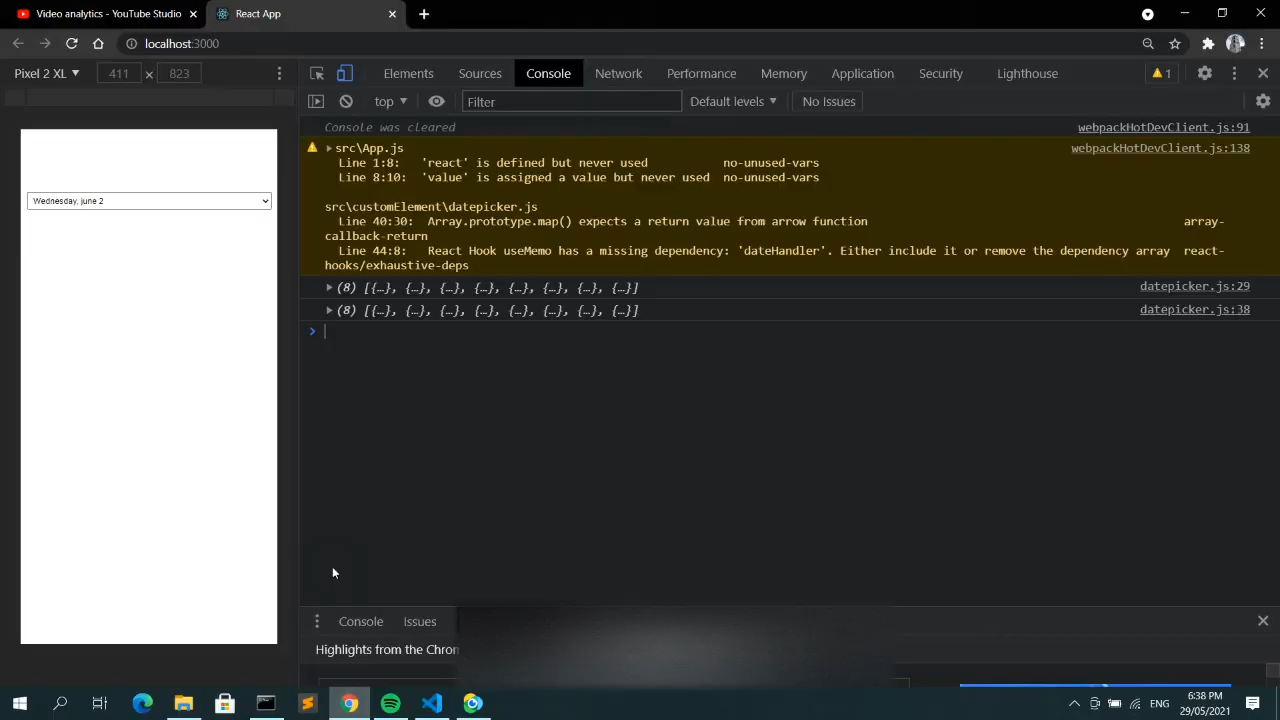 Video analytics - YouTube Studio
React App
localhost:3000
Pixel 2 XL
411 × 823
Elements Sources Console Network Performance Memory Application Security Lighthouse
1
top
Filter
Default levels
No Issues
Console was cleared webpackHotDevClient.js:91
src\App.js webpackHotDevClient.js:138
Line 1:8: 'react' is defined but never used no-unused-vars
Line 8:10: 'value' is assigned a value but never used no-unused-vars
src\customElement\datepicker.js
Line 40:30: Array.prototype.map() expects a return value from arrow function array-
callback-return
Line 44:8: React Hook useMemo has a missing dependency: 'dateHandler'. Either include it or remove the dependency array react-
hooks/exhaustive-deps
(8) [{…}, {…}, {…}, {…}, {…}, {…}, {…}, {…}] datepicker.js:29
(8) [{…}, {…}, {…}, {…}, {…}, {…}, {…}, {…}] datepicker.js:38
Wednesday, june 2
Console Issues
Highlights from the Chron
ENG
6:38 PM
29/05/2021